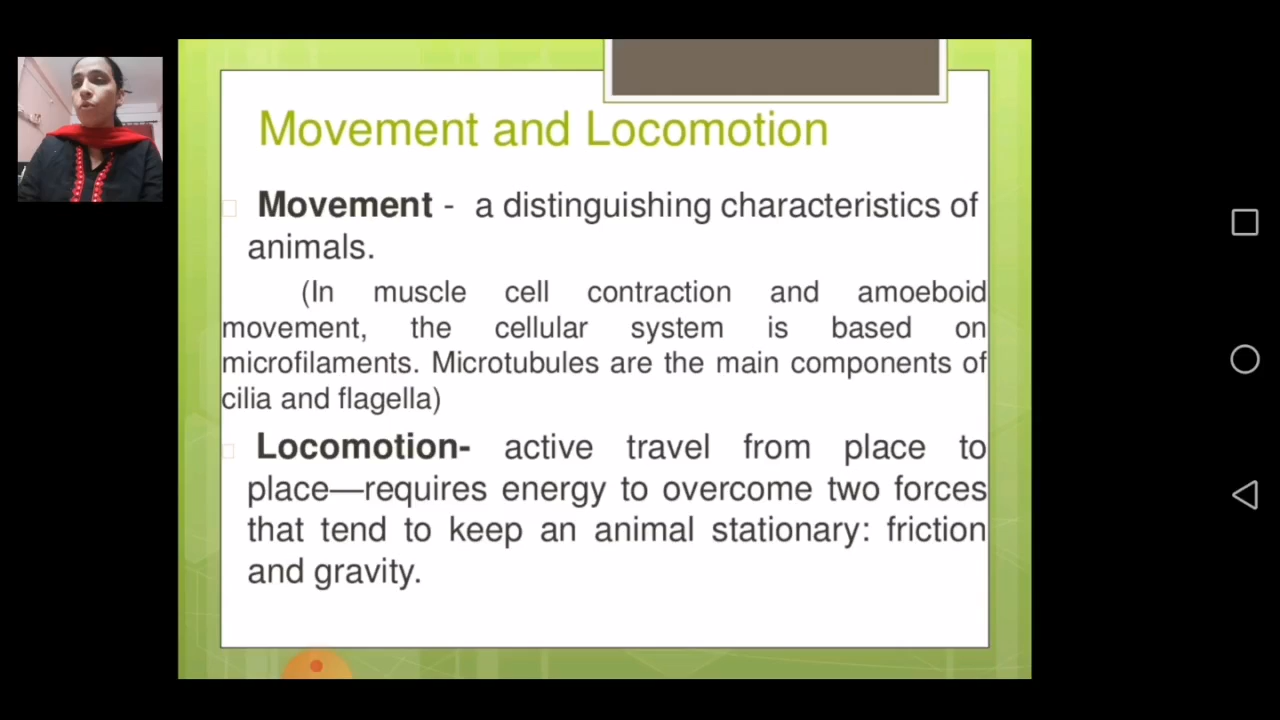 Movement and Locomotion
Movement - a distinguishing characteristics of
animals.
(In muscle cell contraction and amoeboid
movement, the cellular system is based on
microfilaments. Microtubules are the main components of
cilia and flagella)
Locomotion- active travel from place to
place—requires energy to overcome two forces
that tend to keep an animal stationary: friction
and gravity.